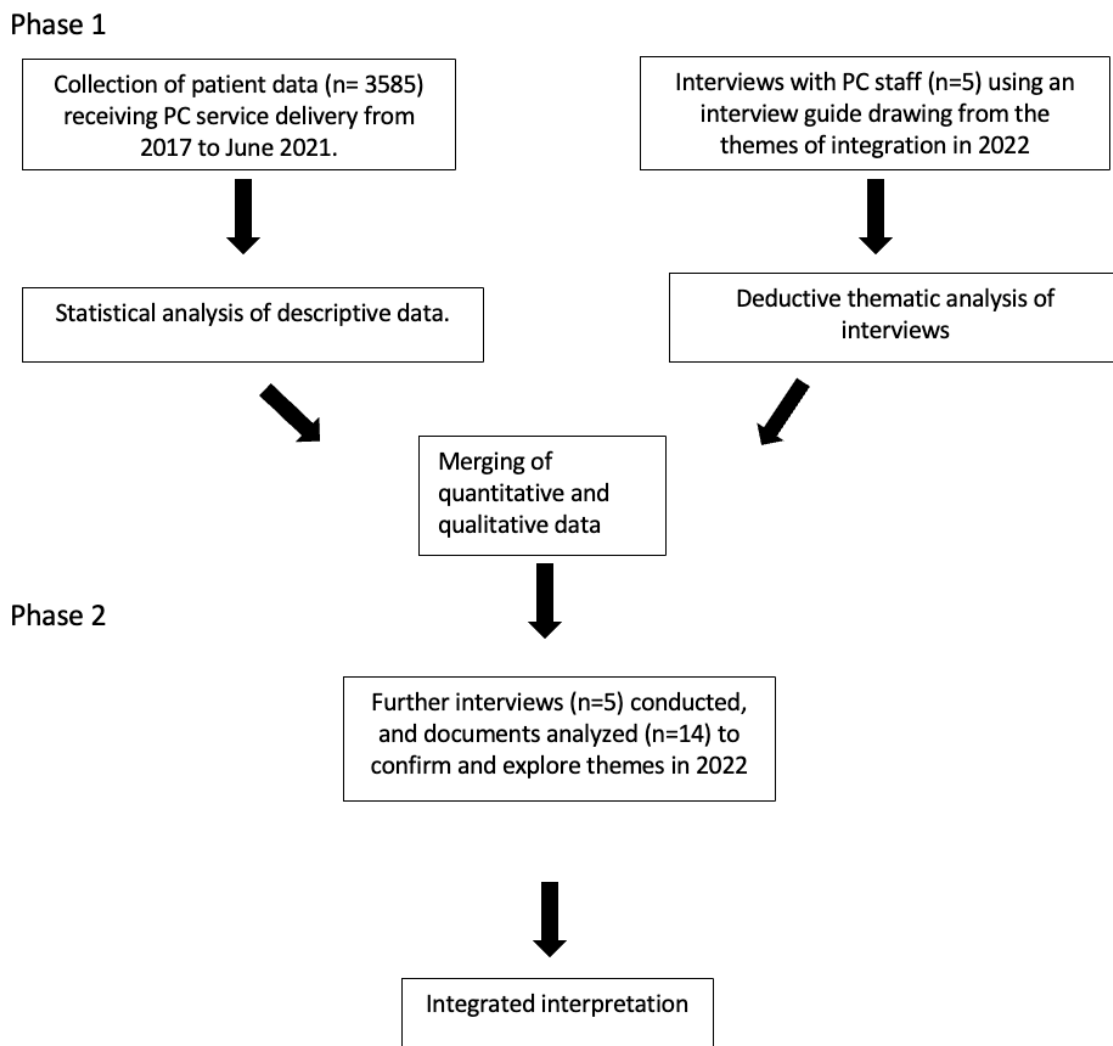 Phase 1
Collection of patient data (n= 3585)
receiving PC service delivery from
2017 to June 2021.
Interviews with PC staff (n=5) using an
interview guide drawing from the
themes of integration in 2022
Statistical analysis of descriptive data.
Deductive thematic analysis of
interviews
Merging of
quantitative and
qualitative data
Phase 2
Further interviews (n=5) conducted,
and documents analyzed (n=14) to
confirm and explore themes in 2022
Integrated interpretation